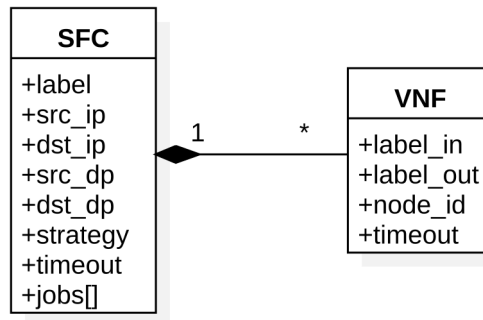 SFC
+label
+src_ip
+dst_ip
+src_dp
+dst_dp
+strategy
+timeout
+jobs[]
1
*
VNF
+label_in
+label_out
+node_id
+timeout